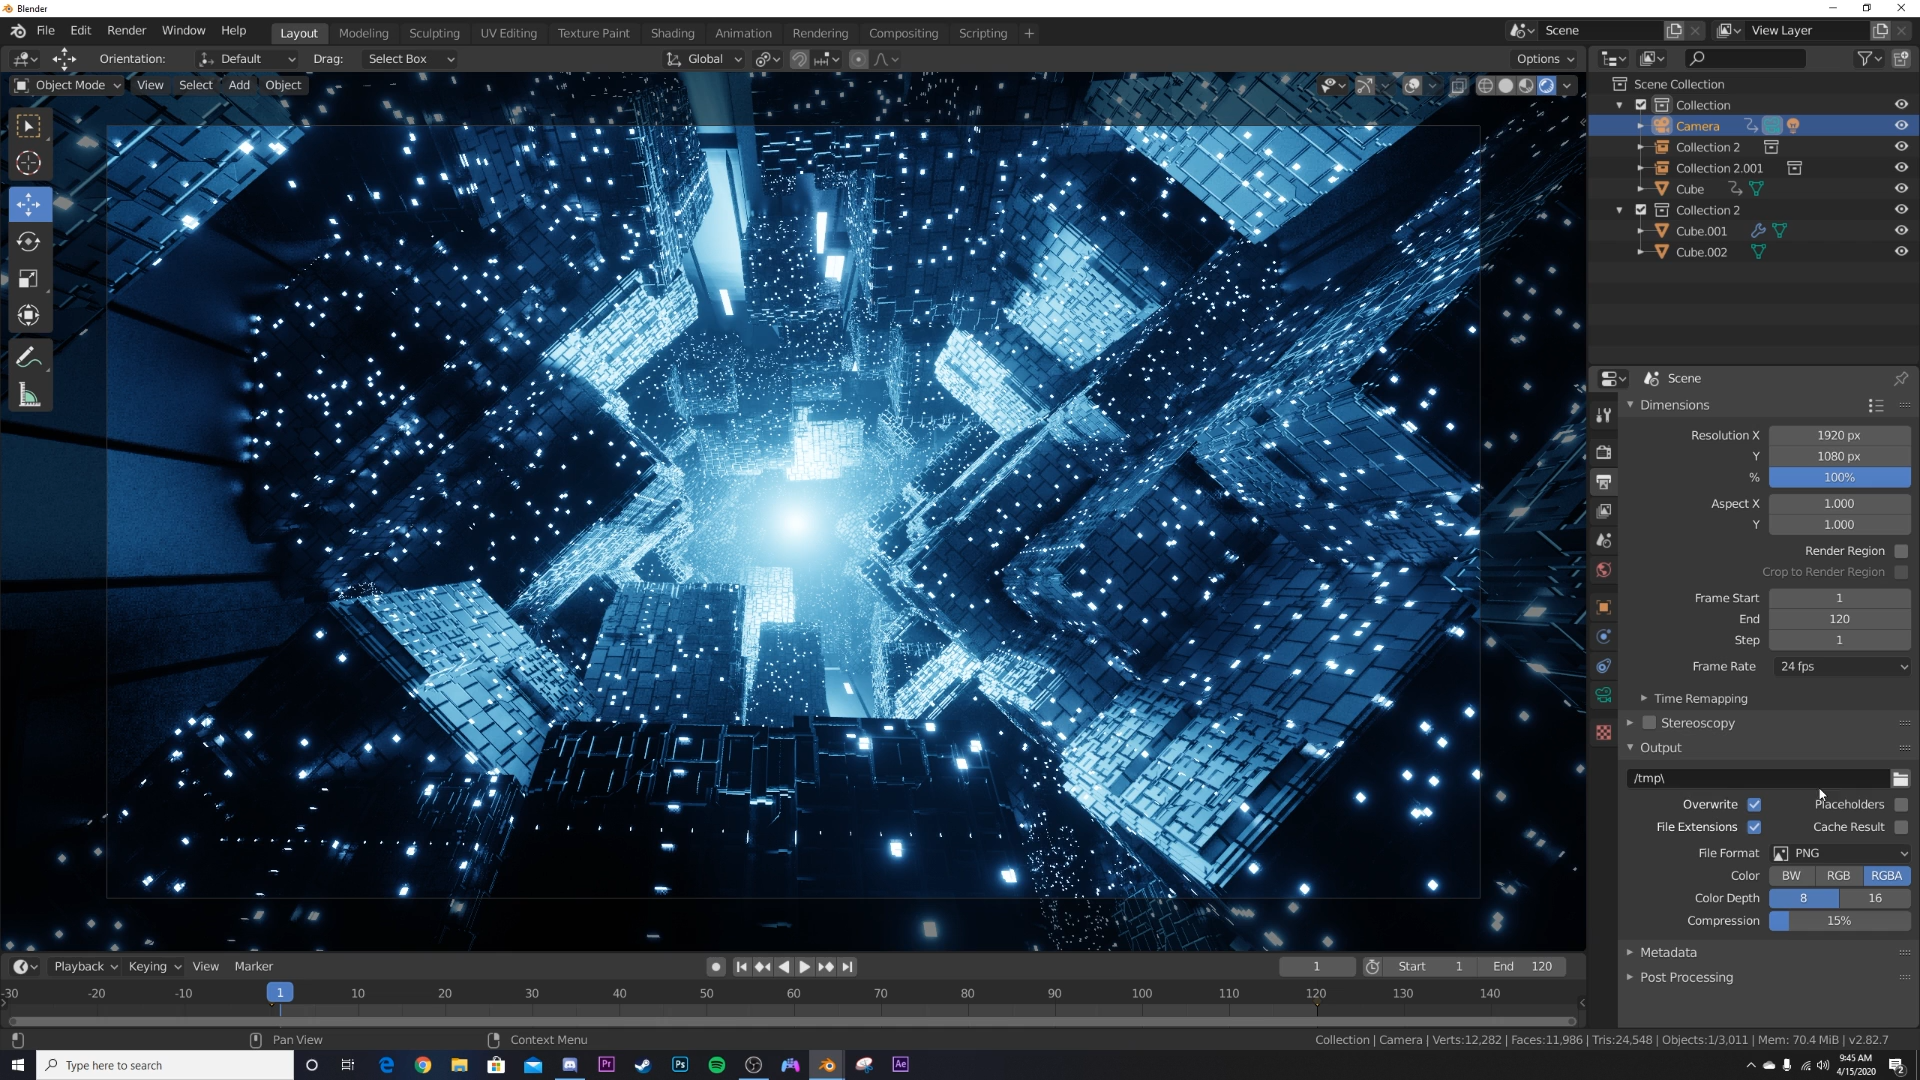 Blender
File Edit Render Window Help Layout Modeling Sculpting UV Editing Texture Paint Shading Animation Rendering Compositing Scripting + Scene View Layer
Orientation: Default Drag: Select Box Global Options
Object Mode View Select Add Object
Scene Collection
Collection
Camera
Collection 2
Collection 2.001
Cube
Collection 2
Cube.001
Cube.002
Scene
Dimensions
Resolution X 1920 px
Y 1080 px
% 100%
Aspect X 1.000
Y 1.000
Render Region
Crop to Render Region
Frame Start 1
End 120
Step 1
Frame Rate 24 fps
Time Remapping
Stereoscopy
Output
/tmp\
Overwrite Placeholders
File Extensions Cache Result
File Format PNG
Color BW RGB RGBA
Color Depth 8 16
Compression 15%
Metadata
Post Processing
Playback Keying View Marker 1 Start 1 End 120
-30 -20 -10 1 10 20 30 40 50 60 70 80 90 100 110 120 130 140
Pan View Context Menu Collection | Camera | Verts:12,282 | Faces:11,986 | Tris:24,548 | Objects:1/3,011 | Mem: 70.4 MiB | v2.82.7
Type here to search Pr Ps Ae 9:45 AM
4/15/2020 2